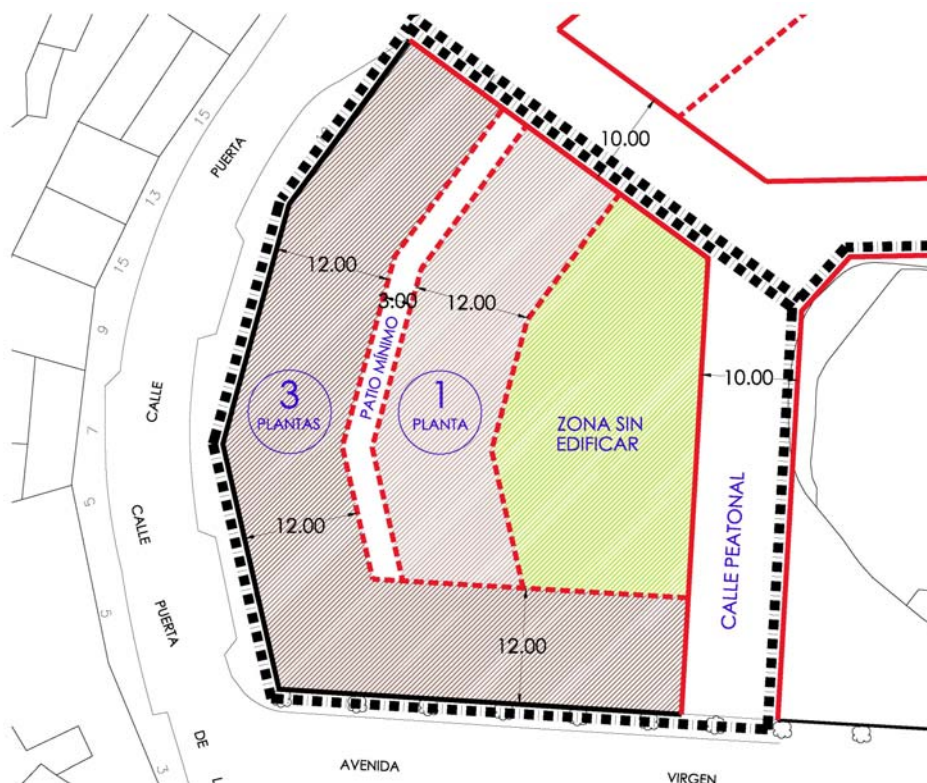 15
PUERTA
10.00
13
15
12.00
3.00
12.00
9
PATIO MÍNIMO
10.00
CALLE
3
PLANTAS
1
PLANTA
ZONA SIN
EDIFICAR
7
CALLE PEATONAL
CALLE
12.00
5
PUERTA
12.00
DE
3
AVENIDA
VIRGEN